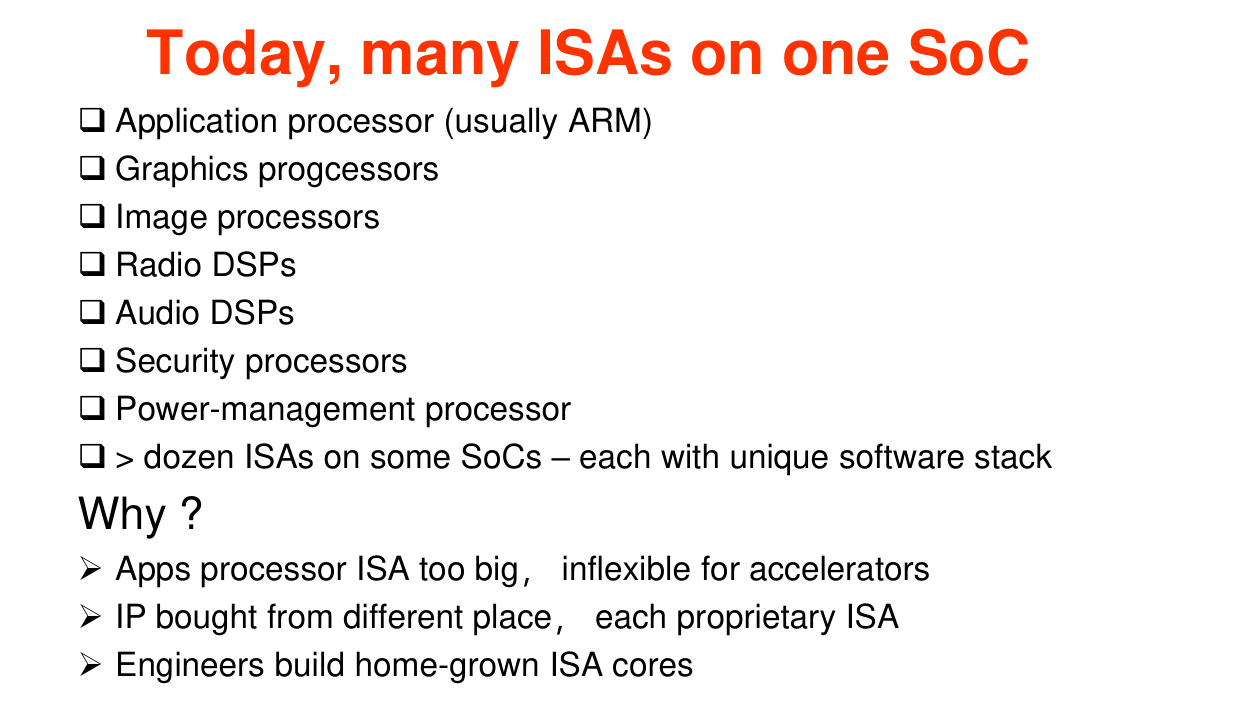 Today, many ISAs on one SoC
❑ Application processor (usually ARM)
❑ Graphics progcessors
❑ Image processors
❑ Radio DSPs
❑ Audio DSPs
❑ Security processors
❑ Power-management processor
❑ > dozen ISAs on some SoCs – each with unique software stack
Why ?
➢ Apps processor ISA too big， inflexible for accelerators
➢ IP bought from different place， each proprietary ISA
➢ Engineers build home-grown ISA cores